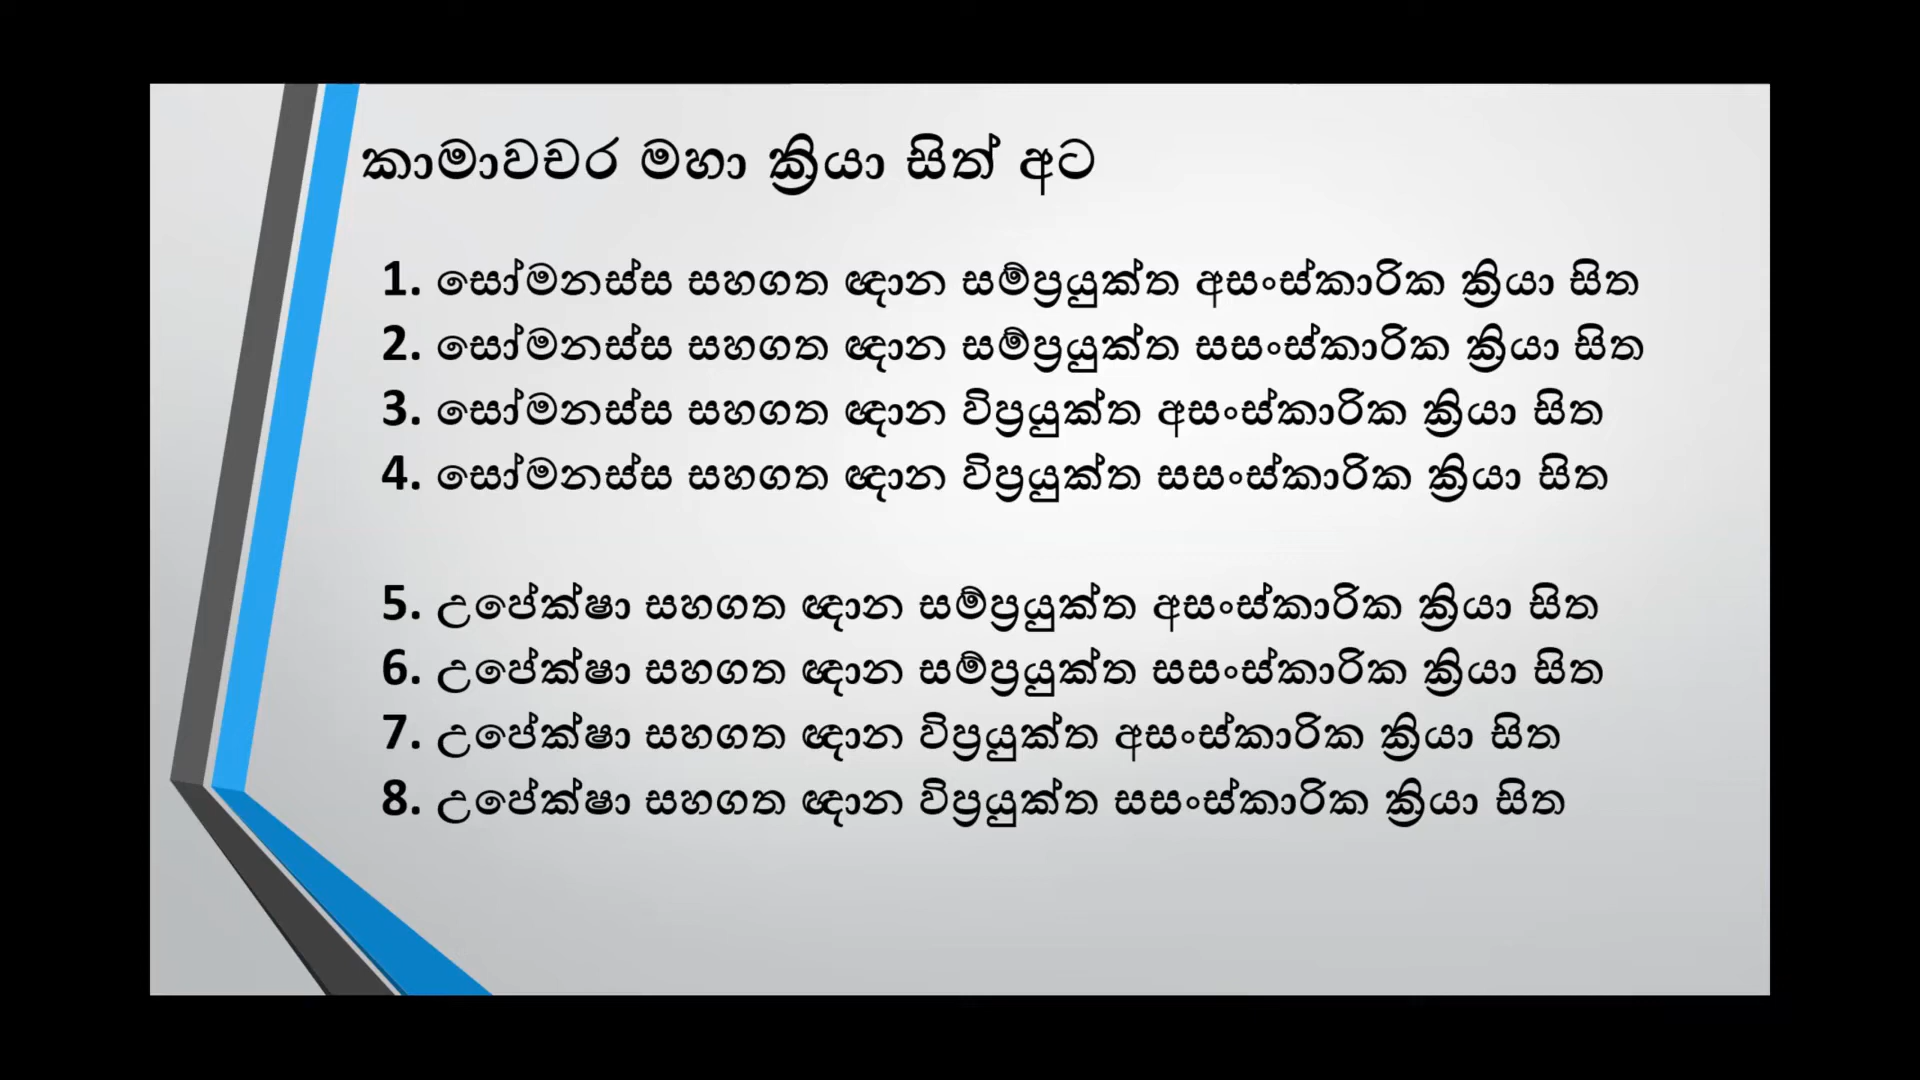 කාමාවචර මහා ක්‍රියා සිත් අට
1. සෝමනස්ස සහගත ඥාන සම්ප්‍රයුක්ත අසංස්කාරික ක්‍රියා සිත
2. සෝමනස්ස සහගත ඥාන සම්ප්‍රයුක්ත සසංස්කාරික ක්‍රියා සිත
3. සෝමනස්ස සහගත ඥාන විප්‍රයුක්ත අසංස්කාරික ක්‍රියා සිත
4. සෝමනස්ස සහගත ඥාන විප්‍රයුක්ත සසංස්කාරික ක්‍රියා සිත
5. උපේක්ෂා සහගත ඥාන සම්ප්‍රයුක්ත අසංස්කාරික ක්‍රියා සිත
6. උපේක්ෂා සහගත ඥාන සම්ප්‍රයුක්ත සසංස්කාරික ක්‍රියා සිත
7. උපේක්ෂා සහගත ඥාන විප්‍රයුක්ත අසංස්කාරික ක්‍රියා සිත
8. උපේක්ෂා සහගත ඥාන විප්‍රයුක්ත සසංස්කාරික ක්‍රියා සිත